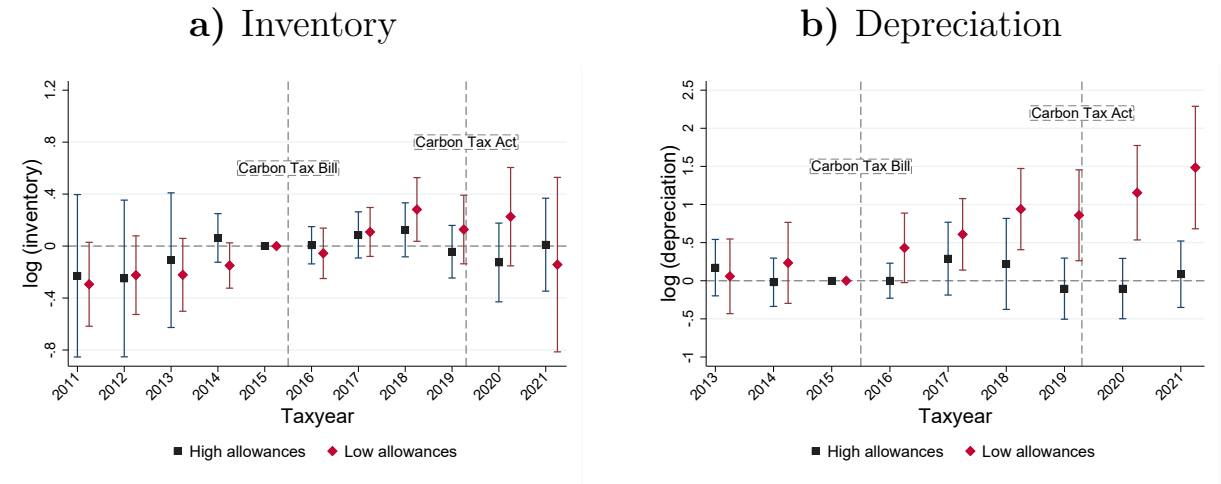 a) Inventory
log (inventory)
1.2
.8
.4
0
-.4
-.8
Carbon Tax Bill
Carbon Tax Act
2011
2012
2013
2014
2015
2016
2017
2018
2019
2020
2021
Taxyear
High allowances
Low allowances
b) Depreciation
log (depreciation)
2.5
2
1.5
1
.5
0
-.5
-1
Carbon Tax Act
Carbon Tax Bill
2013
2014
2015
2016
2017
2018
2019
2020
2021
Taxyear
High allowances
Low allowances